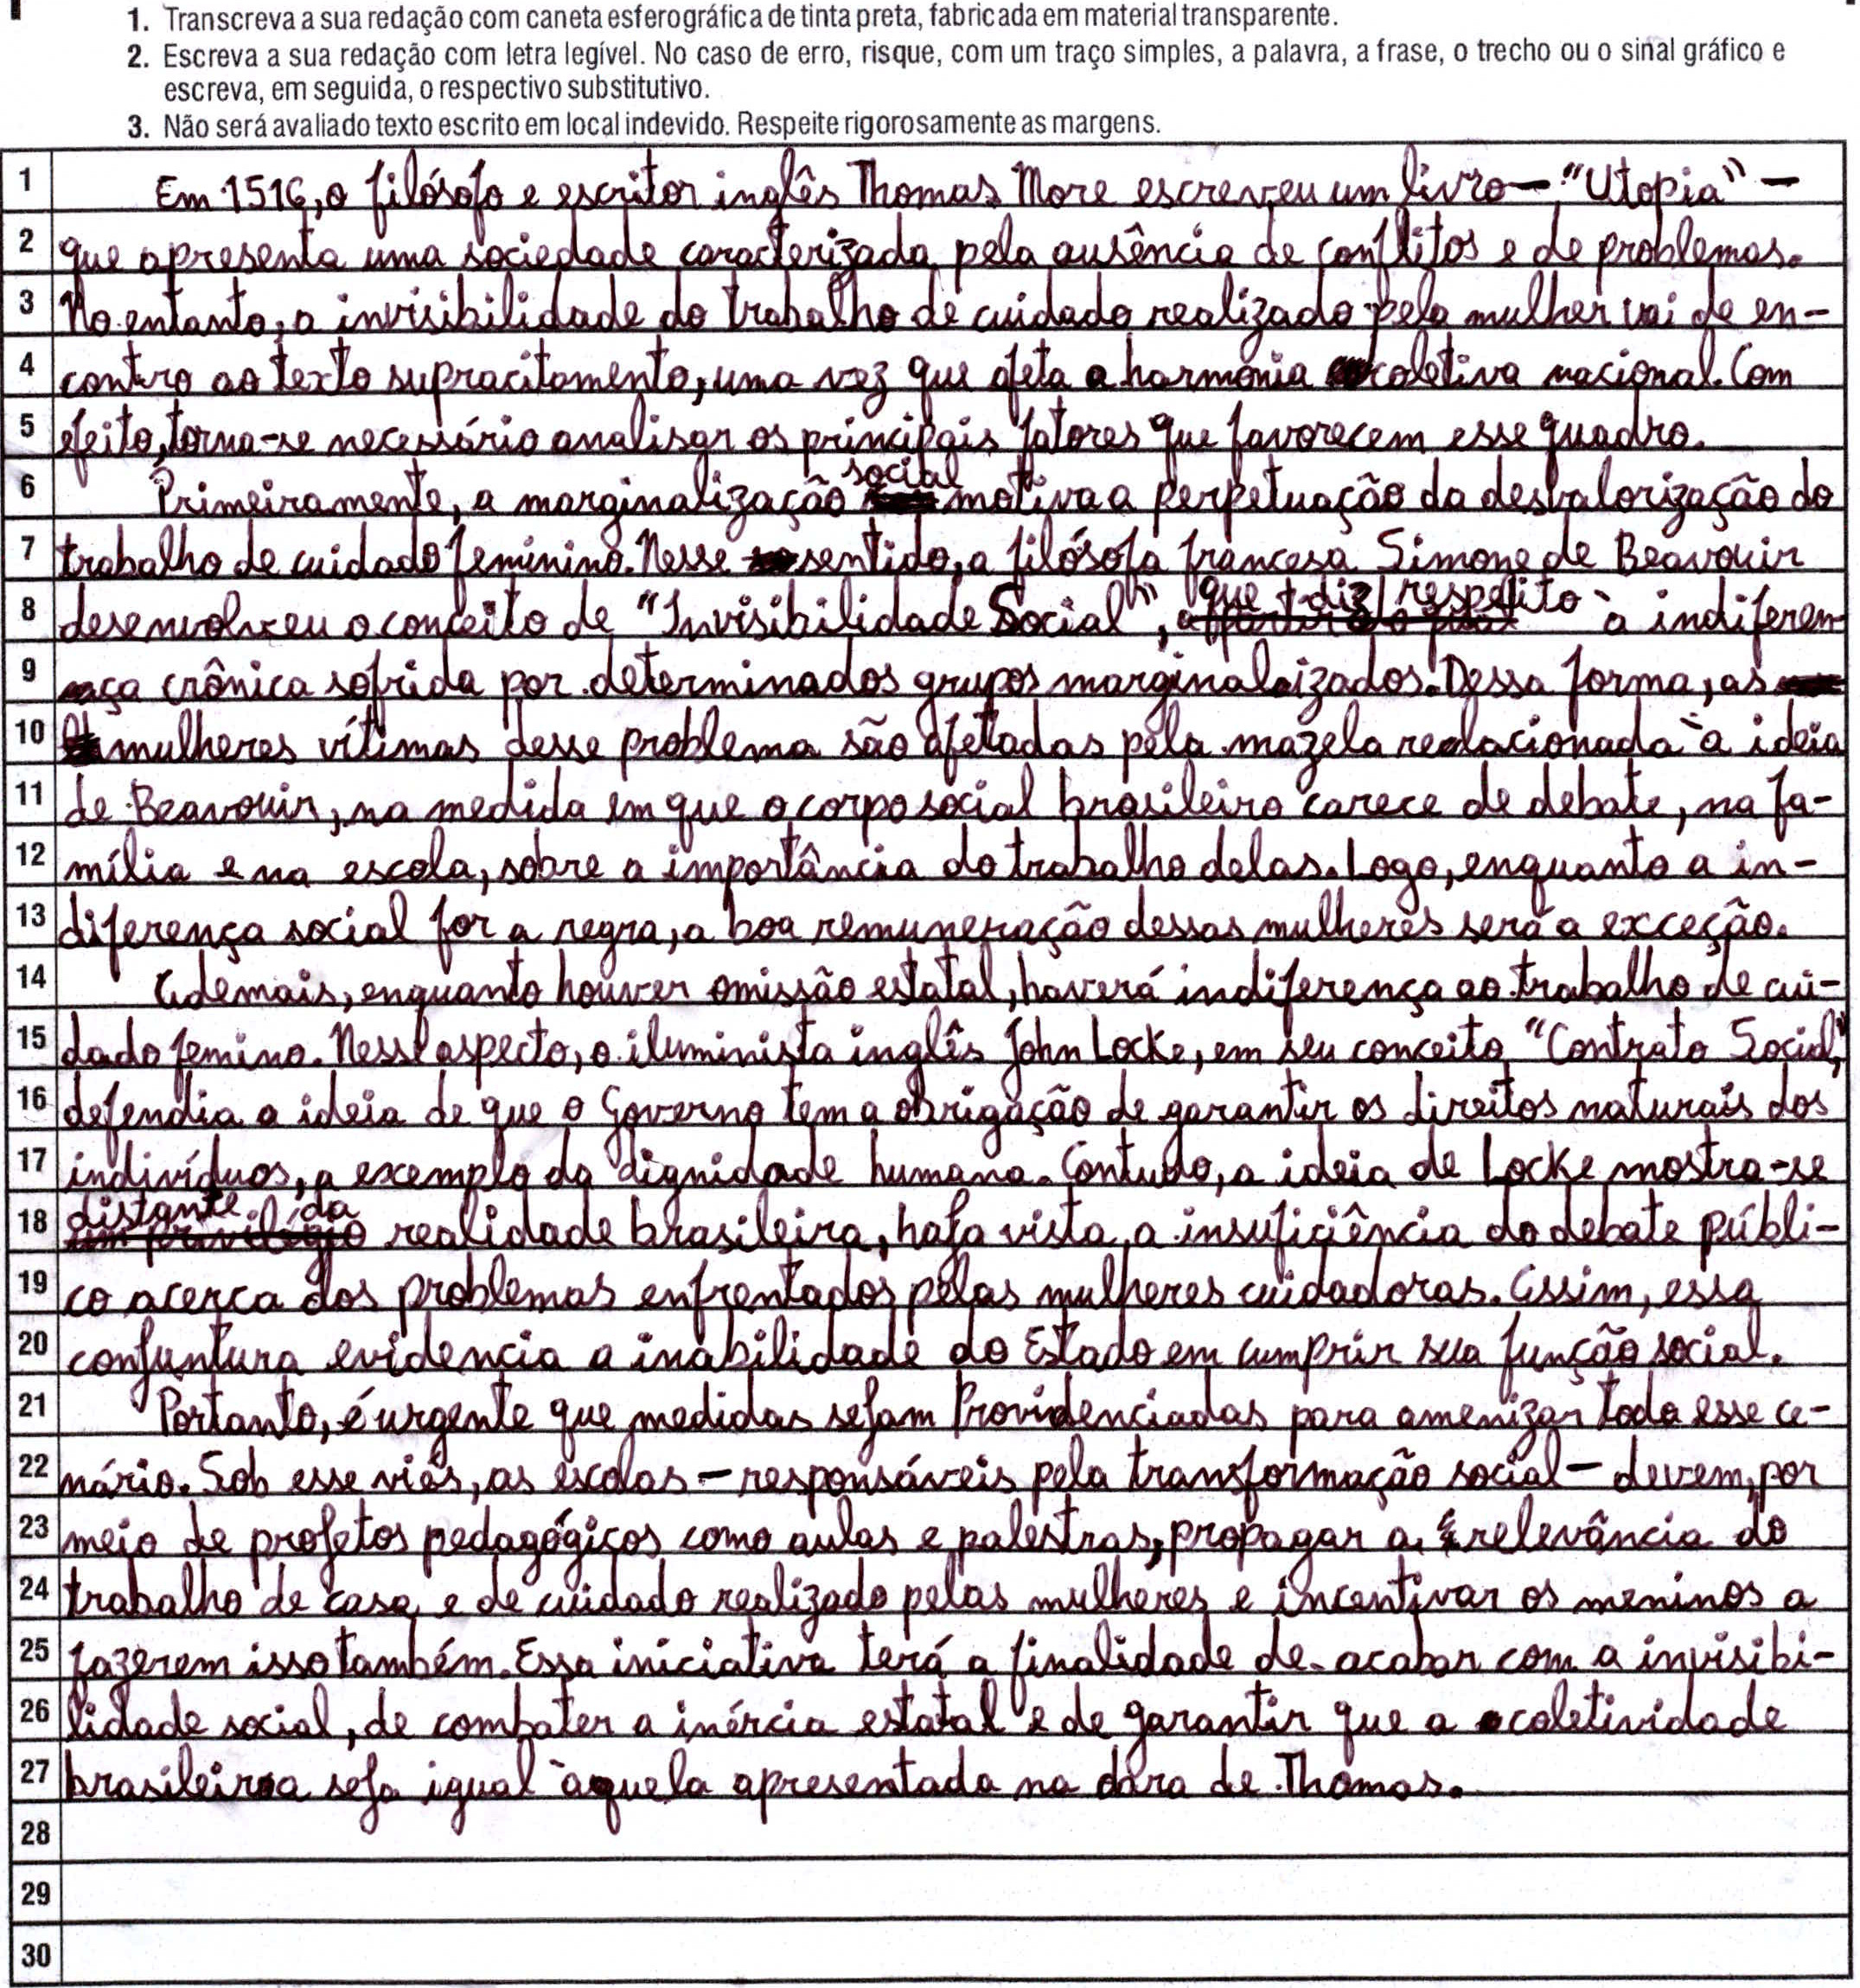 1. Transcreva a sua redação com caneta esferográfica de tinta preta, fabricada em material transparente.
2. Escreva a sua redação com letra legível. No caso de erro, risque, com um traço simples, a palavra, a frase, o trecho ou o sinal gráfico e
escreva, em seguida, o respectivo substitutivo.
3. Não será avaliado texto escrito em local indevido. Respeite rigorosamente as margens.
1 Em 1516, o filósofo e escritor inglês Thomas More escreveu um livro – "Utopia" –
2 que apresenta uma sociedade caracterizada pela ausência de conflitos e de problemas.
3 No entanto, a invisibilidade do trabalho de cuidado realizado pela mulher vai de en-
4 contro ao texto supracitamento, uma vez que afeta a harmonia coletiva nacional. Com
5 efeito, torna-se necessário analisar os principais fatores que favorecem esse quadro.
6 Primeiramente, a marginalização social motiva a perpetuação da desvalorização do
7 trabalho de cuidado feminino. Nesse sentido, a filósofa francesa Simone de Beavouir
8 desenvolveu o conceito de "Invisibilidade Social", que diz respeito à indiferen
9 ça crônica sofrida por determinados grupos marginalizados. Dessa forma, as
10 mulheres vítimas desse problema são afetadas pela mazela relacionada à ideia
11 de Beavouir, na medida em que o corpo social brasileiro carece de debate, na fa-
12 mília e na escola, sobre a importância do trabalho delas. Logo, enquanto a in-
13 diferença social for a regra, a boa remuneração dessas mulheres será a exceção.
14 Ademais, enquanto houver omissão estatal, haverá indiferença ao trabalho de cui-
15 dado femino. Nesse aspecto, o iluminista inglês John Locke, em seu conceito "Contrato Social",
16 defendia a ideia de que o Governo tem a obrigação de garantir os direitos naturais dos
17 indivíduos, a exemplo da dignidade humana. Contudo, a ideia de Locke mostra-se
18 distante da realidade brasileira, haja vista a insuficiência do debate públi-
19 co acerca dos problemas enfrentados pelas mulheres cuidadoras. Assim, essa
20 conjuntura evidencia a inabilidade do Estado em cumprir sua função social.
21 Portanto, é urgente que medidas sejam Providenciadas para amenizar todo esse ce-
22 nário. Sob esse viés, as escolas – responsáveis pela transformação social – devem, por
23 meio de projetos pedagógicos como aulas e palestras, propagar a relevância do
24 trabalho de casa e de cuidado realizado pelas mulheres e incentivar os meninos a
25 fazerem isso também. Essa iniciativa terá a finalidade de acabar com a invisibi-
26 lidade social, de combater a inércia estatal e de garantir que a coletividade
27 brasileira seja igual àquela apresentada na obra de Thomas.
28
29
30